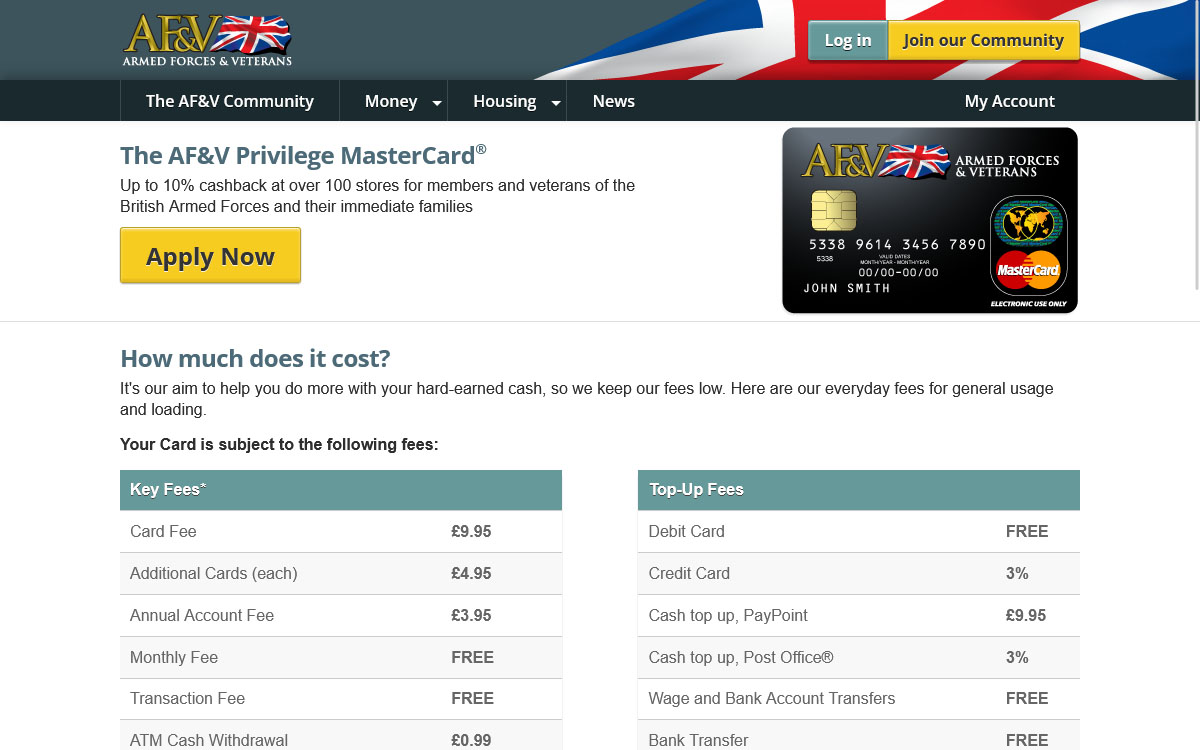 AF&V
ARMED FORCES & VETERANS
Log in
Join our Community
The AF&V Community
Money
Housing
News
My Account
The AF&V Privilege MasterCard®
Up to 10% cashback at over 100 stores for members and veterans of the
British Armed Forces and their immediate families
Apply Now
AF&V
ARMED FORCES
& VETERANS
5338 9614 3456 7890
5338
VALID DATES
MONTH/YEAR - MONTH/YEAR
00/00-00/00
JOHN SMITH
MasterCard
ELECTRONIC USE ONLY
How much does it cost?
It's our aim to help you do more with your hard-earned cash, so we keep our fees low. Here are our everyday fees for general usage
and loading.
Your Card is subject to the following fees:
Key Fees*
Card Fee £9.95
Additional Cards (each) £4.95
Annual Account Fee £3.95
Monthly Fee FREE
Transaction Fee FREE
ATM Cash Withdrawal £0.99
Top-Up Fees
Debit Card FREE
Credit Card 3%
Cash top up, PayPoint £9.95
Cash top up, Post Office® 3%
Wage and Bank Account Transfers FREE
Bank Transfer FREE